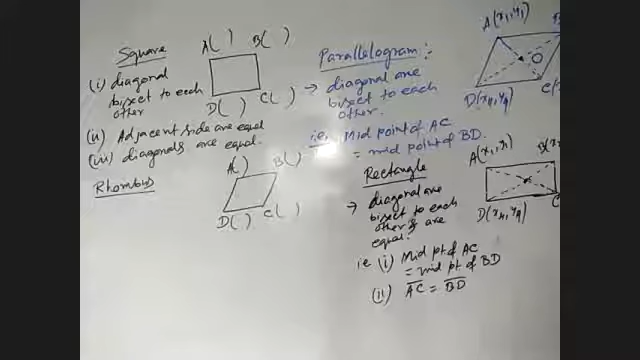 Square
A( ) B( )
(i) diagonal
bisect to each
other
D( ) C( )
(ii) Adjacent side are equal
(iii) diagonals are equal.
Rhombus
A( ) B( )
D( ) C( )
Parallelogram :-
→ diagonal are
bisect to each
other.
i.e. Mid point of AC
= mid point of BD.
A(x₁,y₁) B
O
D(x₄,y₄) C(
Rectangle
→ diagonal are
bisect to each
other & are
equal.
ie (i) Mid pt of AC
= mid pt of BD
(ii) AC = BD
A(x₁,y₁) B(x
D(x₄,y₄) C